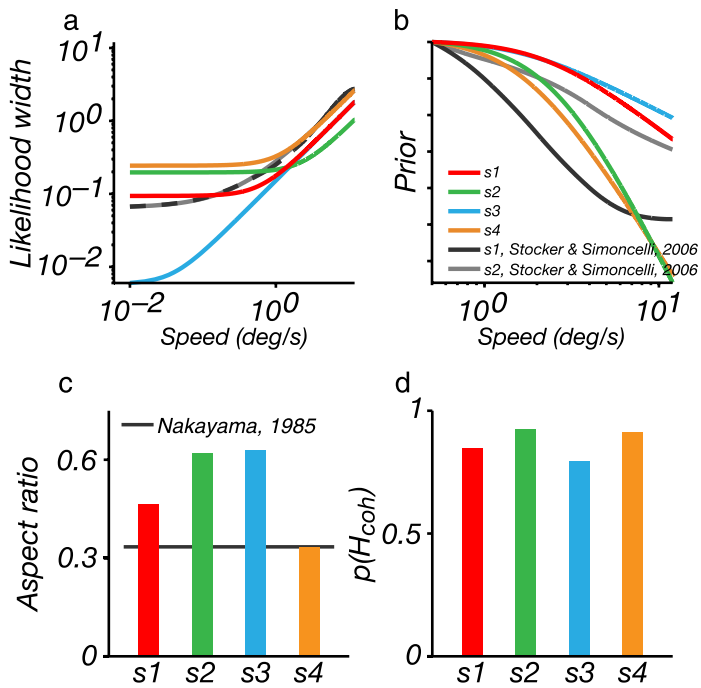 a
Likelihood width
10^1
10^0
10^-1
10^-2
10^-2
10^0
Speed (deg/s)
b
Prior
s1
s2
s3
s4
s1, Stocker & Simoncelli, 2006
s2, Stocker & Simoncelli, 2006
10^0
10^1
Speed (deg/s)
c
Aspect ratio
Nakayama, 1985
0.6
0.3
0
s1 s2 s3 s4
d
p(H_coh)
1
0.5
0
s1 s2 s3 s4